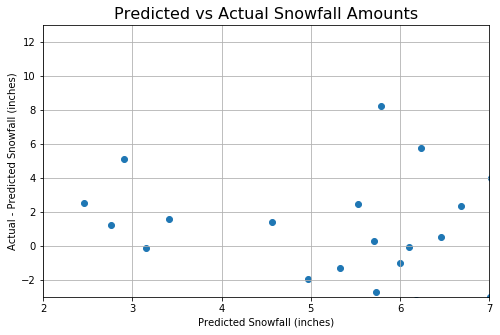 Predicted vs Actual Snowfall Amounts
12
10
8
6
4
2
0
−2
Actual - Predicted Snowfall (inches)
2 3 4 5 6 7
Predicted Snowfall (inches)